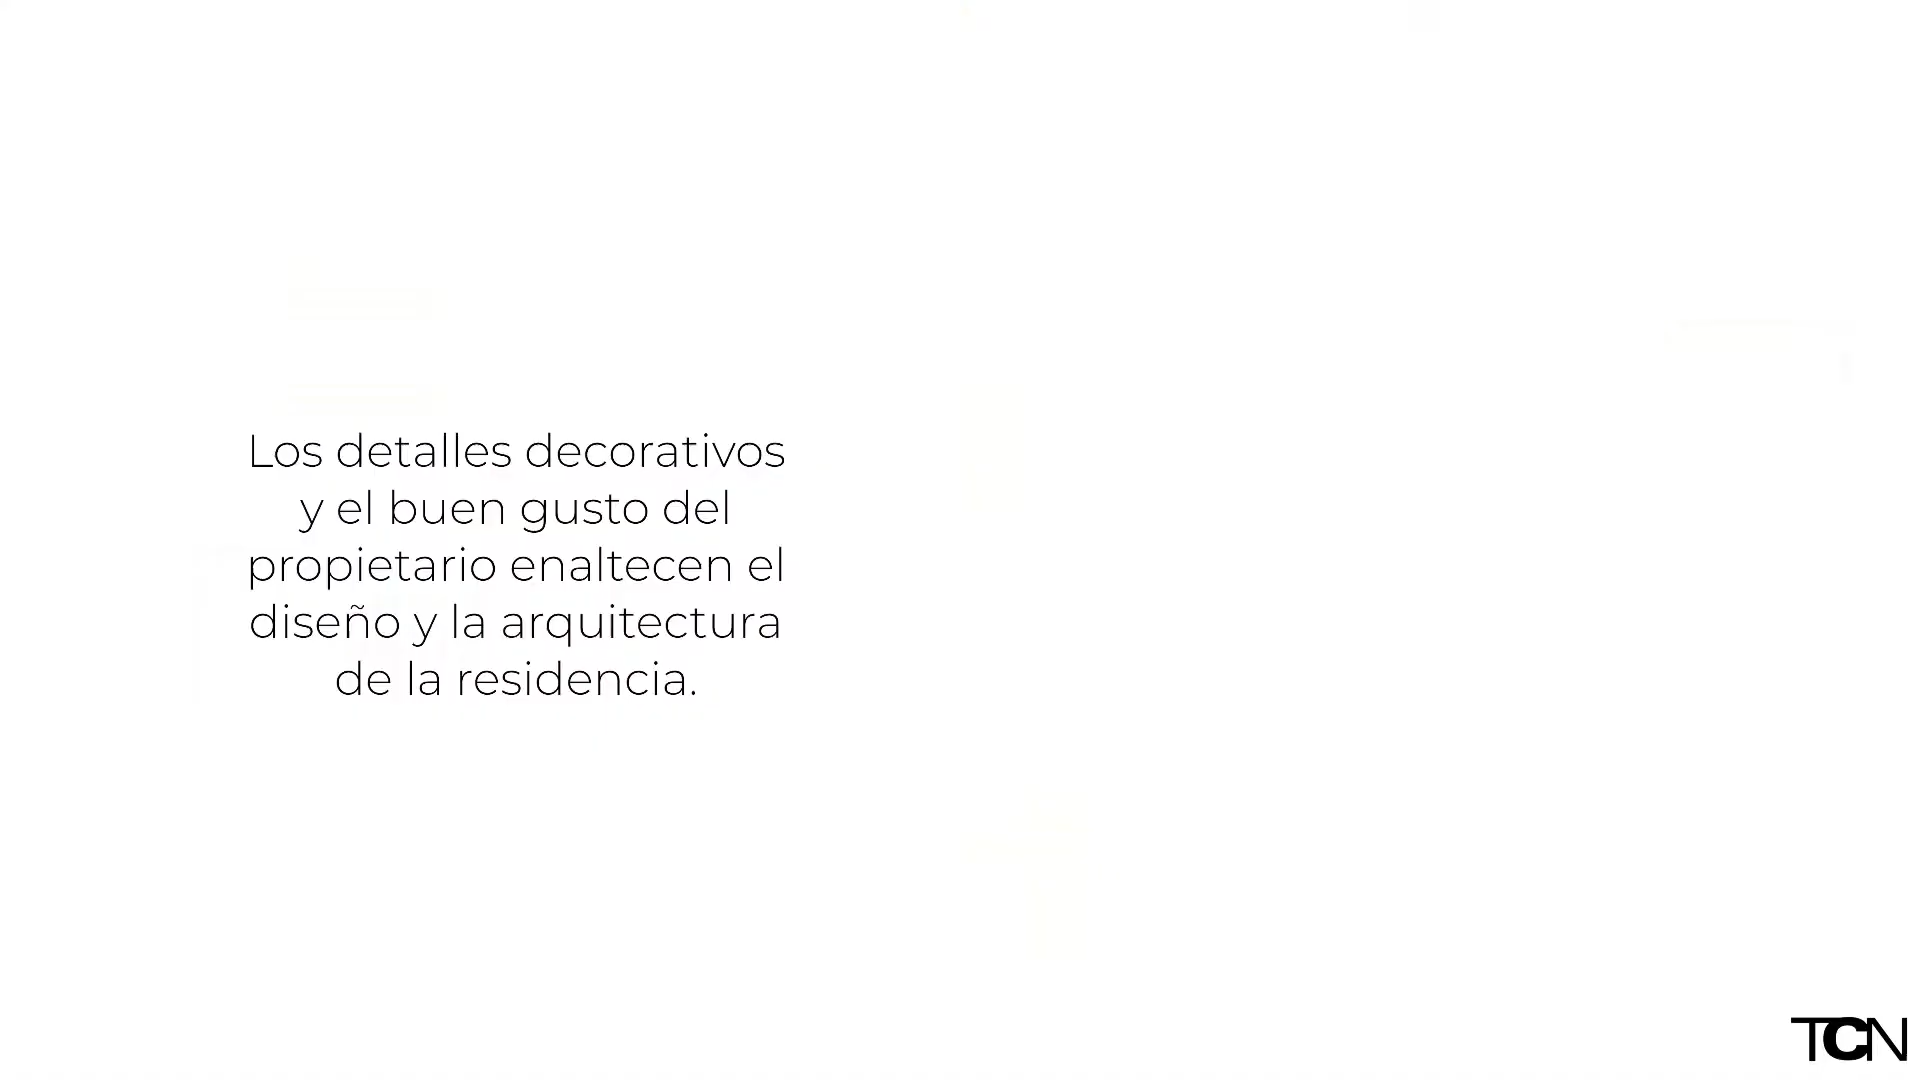 Los detalles decorativos
y el buen gusto del
propietario enaltecen el
diseño y la arquitectura
de la residencia.
TCN